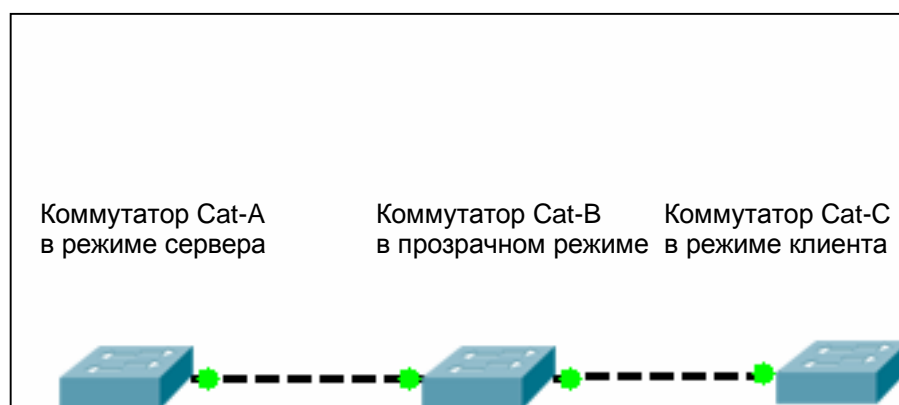 Коммутатор Cat-A
в режиме сервера
Коммутатор Cat-B
в прозрачном режиме
Коммутатор Cat-C
в режиме клиента